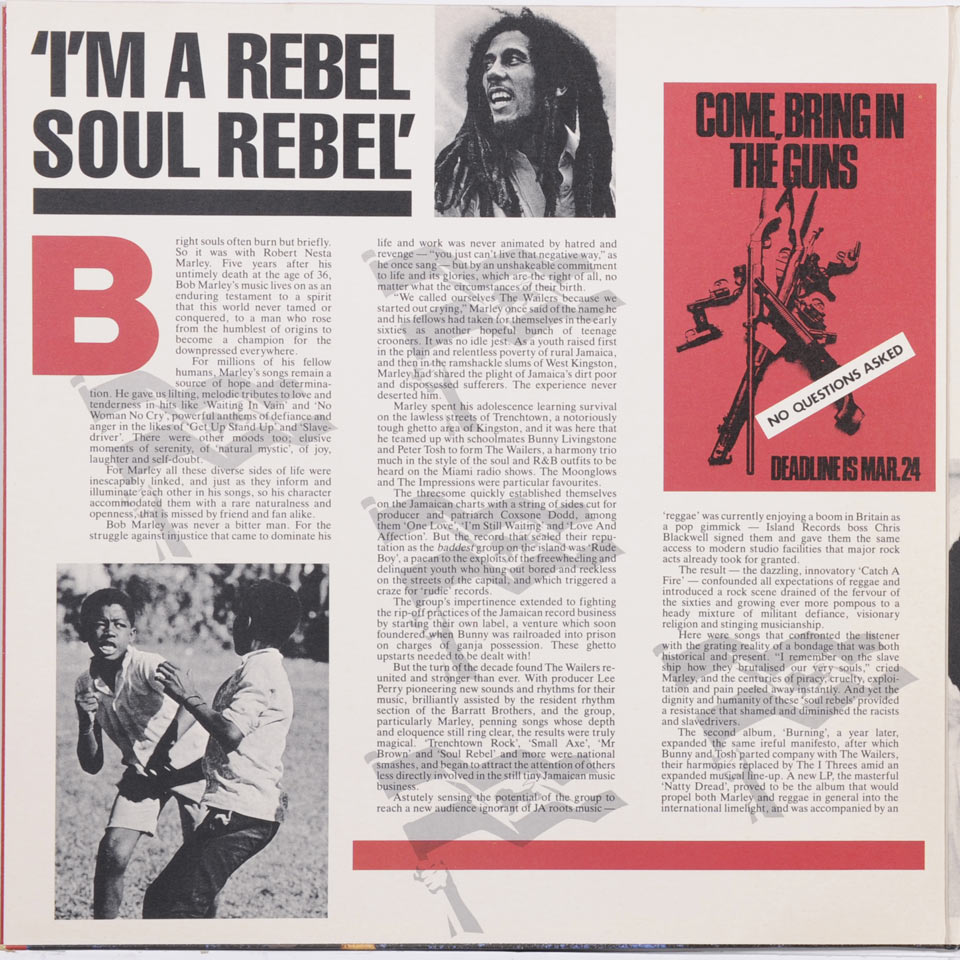 'I'M A REBEL
SOUL REBEL'
Bright souls often burn but briefly.
So it was with Robert Nesta
Marley. Five years after his
untimely death at the age of 36,
Bob Marley's music lives on as an
enduring testament to a spirit
that this world never tamed or
conquered, to a man who rose
from the humblest of origins to
become a champion for the
downpressed everywhere.
For millions of his fellow
humans, Marley's songs remain a
source of hope and determina-
tion. He gave us lilting, melodic tributes to love and
tenderness in hits like 'Waiting In Vain' and 'No
Woman No Cry', powerful anthems of defiance and
anger in the likes of 'Get Up Stand Up' and 'Slave
driver'. There were other moods too, elusive
moments of serenity, of 'natural mystic', of joy,
laughter and self-doubt.
For Marley all these diverse sides of life were
inescapably linked, and just as they inform and
illuminate each other in his songs, so his character
accommodated them with a rare naturalness and
openness, that is missed by friend and fan alike.
Bob Marley was never a bitter man. For the
struggle against injustice that came to dominate his
life and work was never animated by hatred and
revenge — "you just can't live that negative way," as
he once sang — but by an unshakeable commitment
to life and its glories, which are the right of all, no
matter what the circumstances of their birth.
"We called ourselves The Wailers because we
started out crying," Marley once said of the name he
and his fellows had taken for themselves in the early
sixties as another hopeful bunch of teenage
crooners. It was no idle jest. As a youth raised first
in the plain and relentless poverty of rural Jamaica,
and then in the ramshackle slums of West Kingston,
Marley had shared the plight of Jamaica's dirt poor
and dispossed sufferers. The experience never
deserted him.
Marley spent his adolescence learning survival
on the lawless streets of Trenchtown, a notoriously
tough ghetto area of Kingston, and it was here that
he teamed up with schoolmates Bunny Livingstone
and Peter Tosh to form The Wailers, a harmony trio
much in the style of the soul and R&B outfits to be
heard on the Miami radio shows. The Moonglows
and The Impressions were particular favourites.
The threesome quickly established themselves
on the Jamaican charts with a string of sides cut for
producer and patriarch Coxsone Dodd, among
them 'One Love', 'I'm Still Waiting' and 'Love And
Affection'. But the record that cemented their repu-
tation as the baddest group on the island was 'Rude
Boy', a paean to the exploits of the freewheeling and
delinquent youth who hung out bored and reckless
on the streets of the capital, and which triggered a
craze for 'rudie' records.
The group's impertinence extended to fighting
the rip-off practices of the Jamaican record business
by starting their own label, a venture which soon
foundered when Bunny was railroaded into prison
on charges of ganja possession. These ghetto
upstarts needed to be dealt with!
But the turn of the decade found The Wailers re-
united and stronger than ever. With producer Lee
Perry pioneering new sounds and rhythms for their
music, brilliantly assisted by the resident rhythm
section of the Barratt Brothers, and the group,
particularly Marley, penning songs whose depth and
eloquence still ring clear, the results were truly
magical. 'Trenchtown Rock', 'Small Axe', 'Mr
Brown' and 'Soul Rebel' and more were national
smashes, and began to attract the attention of others
less directly involved in the still tiny Jamaican music
business.
Astutely sensing the potential of the group to
reach a new audience ignorant of JA roots music —
COME, BRING IN
THE GUNS
NO QUESTIONS ASKED
DEADLINE IS MAR. 24
'reggae' was currently enjoying a boom in Britain as
a pop gimmick — Island Records boss Chris
Blackwell signed them and gave them the same
access to modern studio facilities that major rock
acts already took for granted.
The result — the dazzling, innovatory 'Catch A
Fire' — confounded all expectations of reggae and
introduced a rock scene drained of the fervour of
the sixties and growing ever more pompous to a
heady mixture of militant defiance, visionary
religion and stinging musicianship.
Here were songs that confronted the listener
with the grating reality of a bondage that was both
historical and present. "I remember on the slave
ship how they brutalised our very souls," cried
Marley, and the centuries of past cruelty, exploi-
tation and pain peeled away instantly. And yet the
dignity and humanity of these 'soul rebels' provided
a resistance that shamed and diminished the racists
and slavedrivers.
The second album, 'Burning', a year later,
expanded the same ireful manifesto, after which
Bunny and Tosh parted company with The Wailers,
their harmonies replaced by The I Threes amid an
expanded music line-up. A new LP, the masterful
'Natty Dread', proved to be the album that would
propel both Marley and reggae in general into the
international limelight, and was accompanied by an